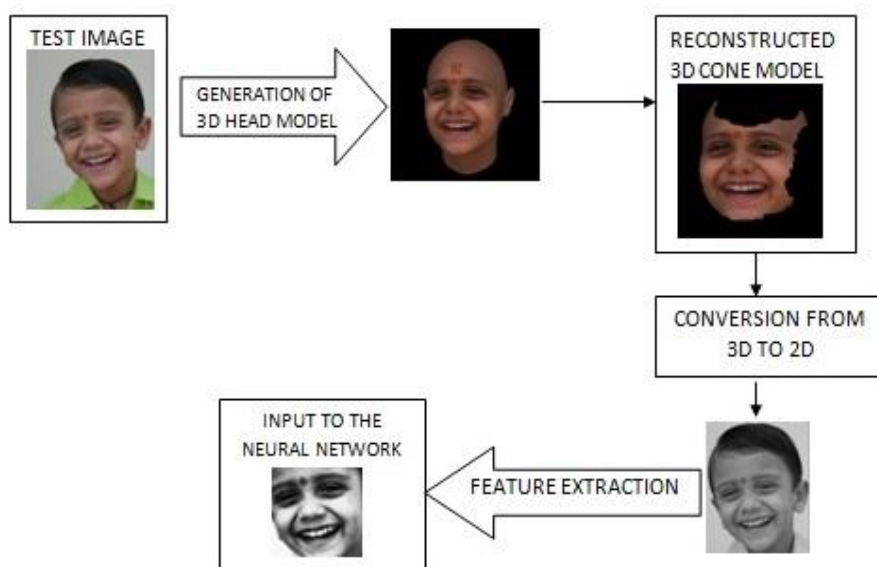 TEST IMAGE
GENERATION OF
3D HEAD MODEL
RECONSTRUCTED
3D CONE MODEL
CONVERSION FROM
3D TO 2D
FEATURE EXTRACTION
INPUT TO THE
NEURAL NETWORK